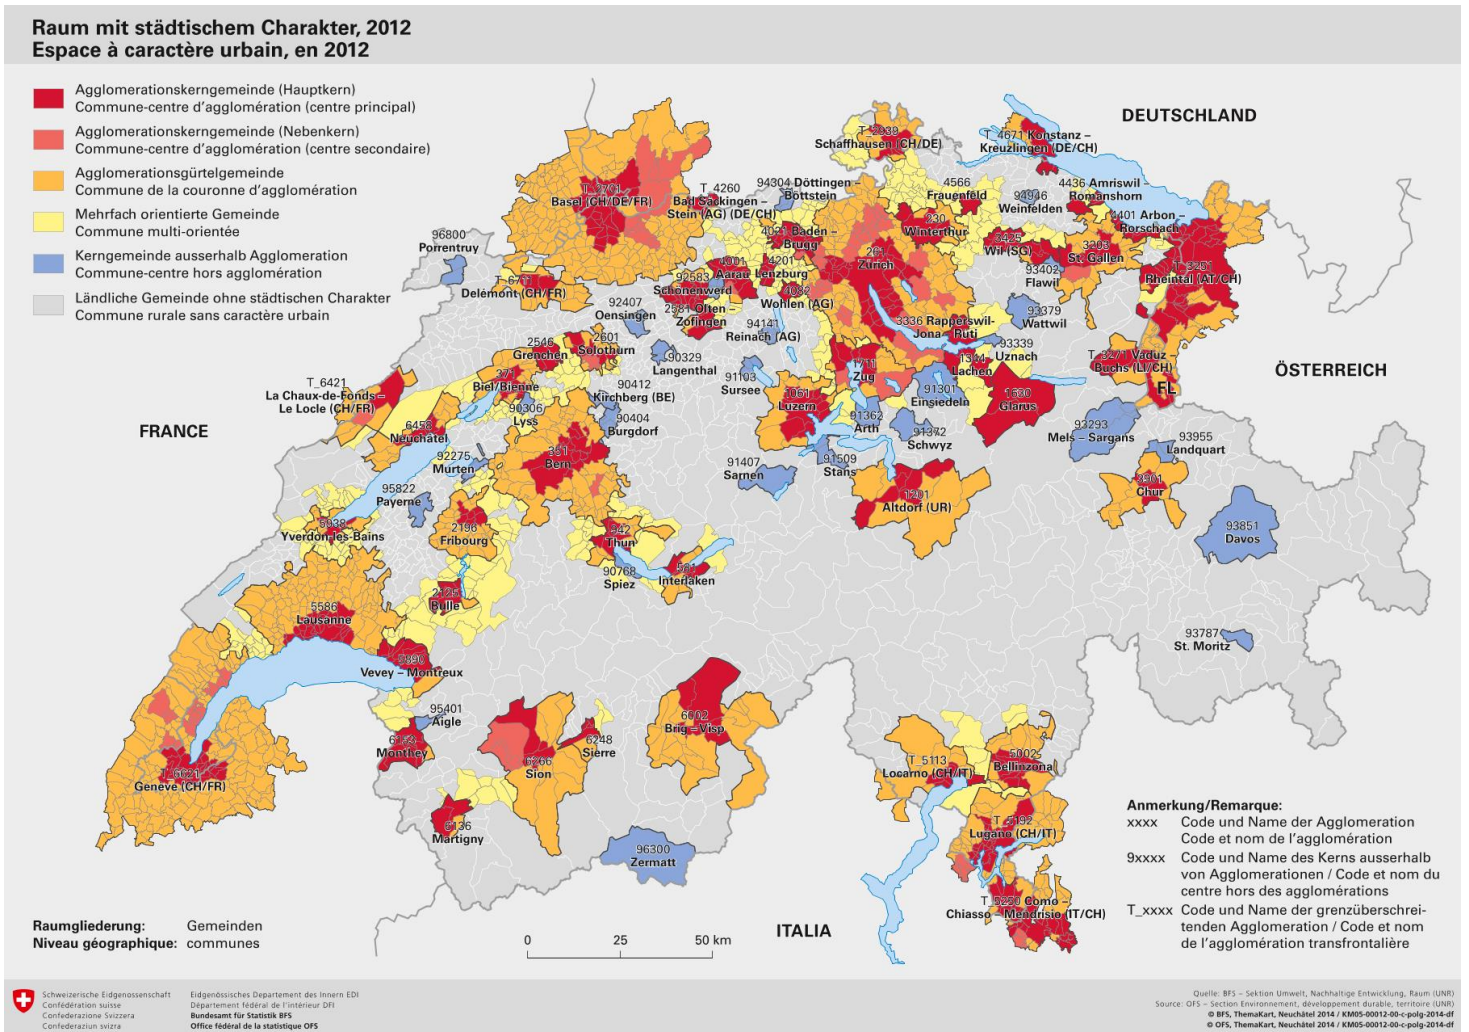 Raum mit städtischem Charakter, 2012
Espace à caractère urbain, en 2012
Agglomerationskerngemeinde (Hauptkern)
Commune-centre d'agglomération (centre principal)
Agglomerationskerngemeinde (Nebenkern)
Commune-centre d'agglomération (centre secondaire)
Agglomerationsgürtelgemeinde
Commune de la couronne d'agglomération
Mehrfach orientierte Gemeinde
Commune multi-orientée
Kerngemeinde ausserhalb Agglomeration
Commune-centre hors agglomération
Ländliche Gemeinde ohne städtischen Charakter
Commune rurale sans caractère urbain
DEUTSCHLAND
ÖSTERREICH
FRANCE
ITALIA
FL
T_2939
Schaffhausen (CH/DE)
T_4671 Konstanz –
Kreuzlingen (DE/CH)
T_2701
Basel (CH/DE/FR)
T_4260
Bad Säckingen –
Stein (AG) (DE/CH)
94304 Döttingen –
Böttstein
4566
Frauenfeld
94946
Weinfelden
4436 Amriswil –
Romanshorn
4401 Arbon –
Rorschach
96800
Porrentruy
4021 Baden –
Brugg
230
Winterthur
3425
Wil (SG)
3203
St. Gallen
93402
Flawil
T_3251
Rheintal (AT/CH)
T_6711
Delémont (CH/FR)
92583
Schönenwerd
4001
Aarau
4201
Lenzburg
4082
Wohlen (AG)
261
Zürich
92407
Oensingen
2581 Olten –
Zofingen
94141
Reinach (AG)
3336 Rapperswil-
Jona – Rüti
93379
Wattwil
93339
Uznach
2546
Grenchen
2601
Solothurn
90329
Langenthal
91103
Sursee
1711
Zug
1344
Lachen
T_3271 Vaduz –
Buchs (LI/CH)
T_6421
La Chaux-de-Fonds –
Le Locle (CH/FR)
371
Biel/Bienne
90306
Lyss
90412
Kirchberg (BE)
90404
Burgdorf
1061
Luzern
91301
Einsiedeln
1630
Glarus
91362
Arth
91372
Schwyz
93293
Mels – Sargans
93955
Landquart
6458
Neuchâtel
92275
Murten
351
Bern
91407
Sarnen
91509
Stans
1201
Altdorf (UR)
3901
Chur
95822
Payerne
5938
Yverdon-les-Bains
2196
Fribourg
942
Thun
90768
Spiez
581
Interlaken
93851
Davos
2125
Bulle
5586
Lausanne
5890
Vevey – Montreux
93787
St. Moritz
95401
Aigle
6153
Monthey
6248
Sierre
6266
Sion
6002
Brig – Visp
T_6621
Genève (CH/FR)
6136
Martigny
96300
Zermatt
T_5113
Locarno (CH/IT)
5002
Bellinzona
T_5192
Lugano (CH/IT)
T_5250 Como –
Chiasso – Mendrisio (IT/CH)
Anmerkung/Remarque:
xxxx Code und Name der Agglomeration
Code et nom de l'agglomération
9xxxx Code und Name des Kerns ausserhalb
von Agglomerationen / Code et nom du
centre hors des agglomérations
T_xxxx Code und Name der grenzüberschrei-
tenden Agglomeration / Code et nom
de l'agglomération transfrontalière
Raumgliederung: Gemeinden
Niveau géographique: communes
0 25 50 km
Schweizerische Eidgenossenschaft
Confédération suisse
Confederazione Svizzera
Confederaziun svizra
Eidgenössisches Departement des Innern EDI
Département fédéral de l'intérieur DFI
Bundesamt für Statistik BFS
Office fédéral de la statistique OFS
Quelle: BFS – Sektion Umwelt, Nachhaltige Entwicklung, Raum (UNR)
Source: OFS – Section Environnement, développement durable, territoire (UNR)
© BFS, ThemaKart, Neuchâtel 2014 / KM05-00012-00-c-polg-2014-df
© OFS, ThemaKart, Neuchâtel 2014 / KM05-00012-00-c-polg-2014-df